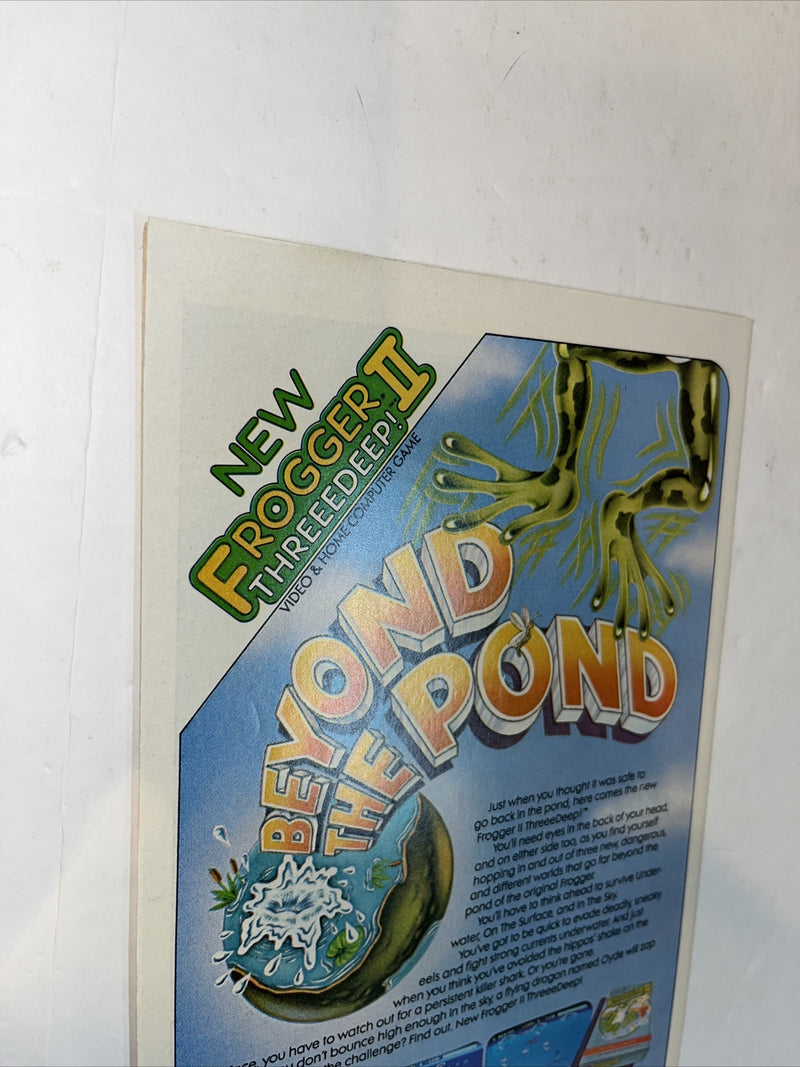 NEW
FROGGER II
THREEEDEEP!
VIDEO & HOME COMPUTER GAME
BEYOND
THE POND
Just when you thought it was safe to
go back in the pond, here comes the new
Frogger II ThreeeDeep!™
You'll need eyes in the back of your head,
and on either side too, as you find yourself
hopping in and out of three new, dangerous,
and different worlds that go far beyond the
pond of the original Frogger.
You'll have to think ahead to survive under-
water, On The Surface, and In The Sky.
You've got to be quick to evade deadly, sneaky
eels and fight strong currents underwater. And just
when you think you've avoided the hippos' shake on the
you have to watch out for a persistent killer shark. Or you're gone.
don't bounce high enough in the sky, a flying dragon named Clyde will zap
the challenge? Find out. New Frogger II ThreeeDeep!